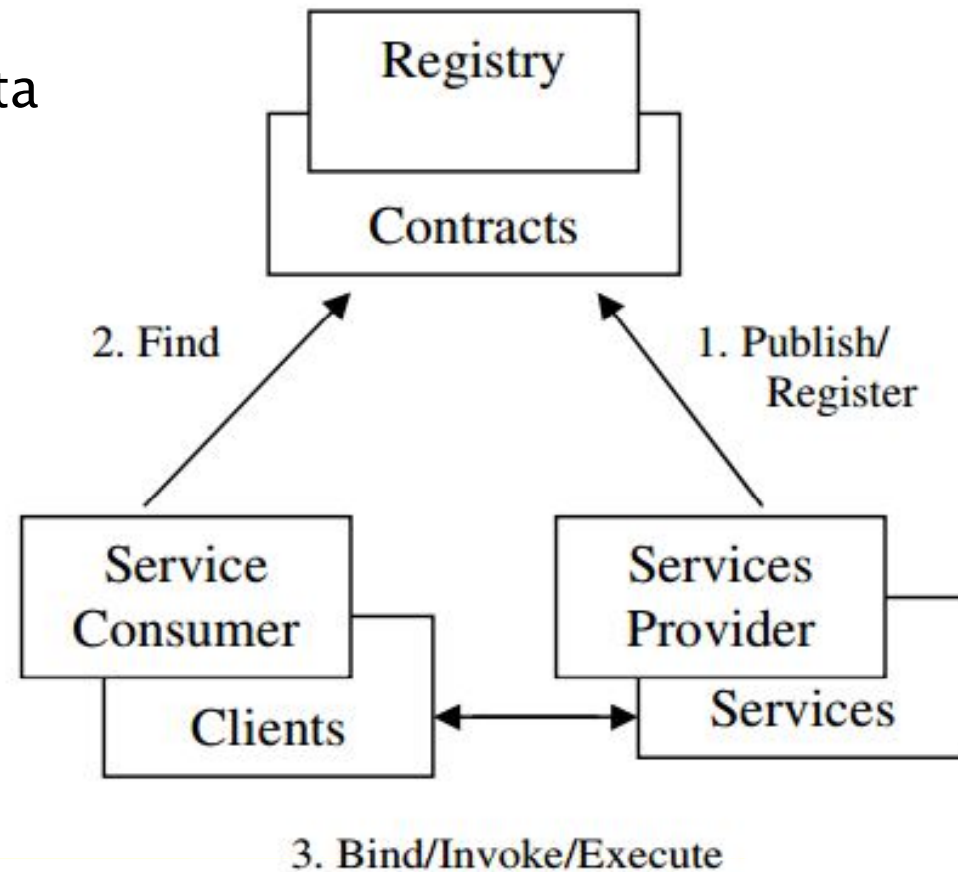 ta
Registry
Contracts
2. Find
1. Publish/
Register
Service
Consumer
Clients
Services
Provider
Services
3. Bind/Invoke/Execute